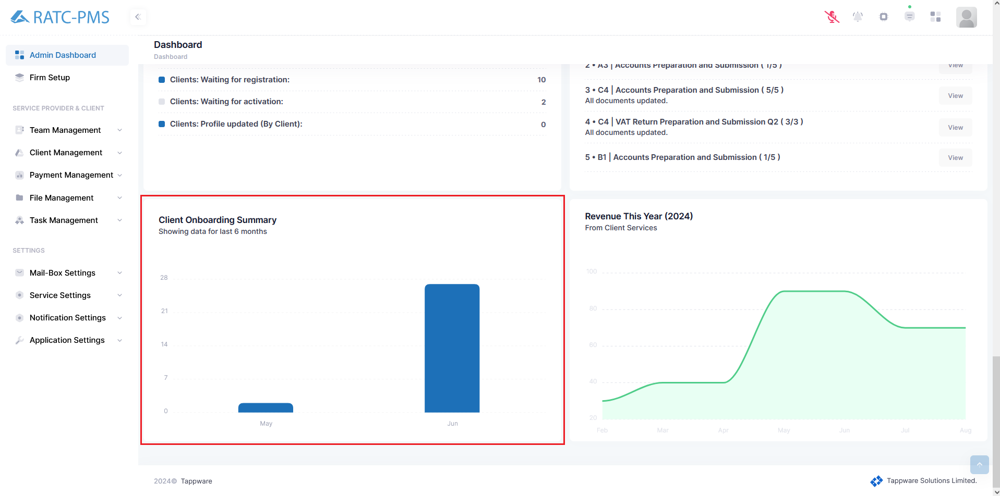 RATC-PMS
Admin Dashboard
Firm Setup
SERVICE PROVIDER & CLIENT
Team Management
Client Management
Payment Management
File Management
Task Management
SETTINGS
Mail-Box Settings
Service Settings
Notification Settings
Application Settings
Dashboard
Dashboard
Clients: Waiting for registration: 10
Clients: Waiting for activation: 2
Clients: Profile updated (By Client): 0
2 • A3 | Accounts Preparation and Submission ( 1/5 ) View
3 • C4 | Accounts Preparation and Submission ( 5/5 )
All documents updated.
View
4 • C4 | VAT Return Preparation and Submission Q2 ( 3/3 )
All documents updated.
View
5 • B1 | Accounts Preparation and Submission ( 1/5 ) View
Client Onboarding Summary
Showing data for last 6 months
28
21
14
7
0
May Jun
Revenue This Year (2024)
From Client Services
100
80
60
40
20
Feb Mar Apr May Jun Jul Aug
2024© Tappware
Tappware Solutions Limited.